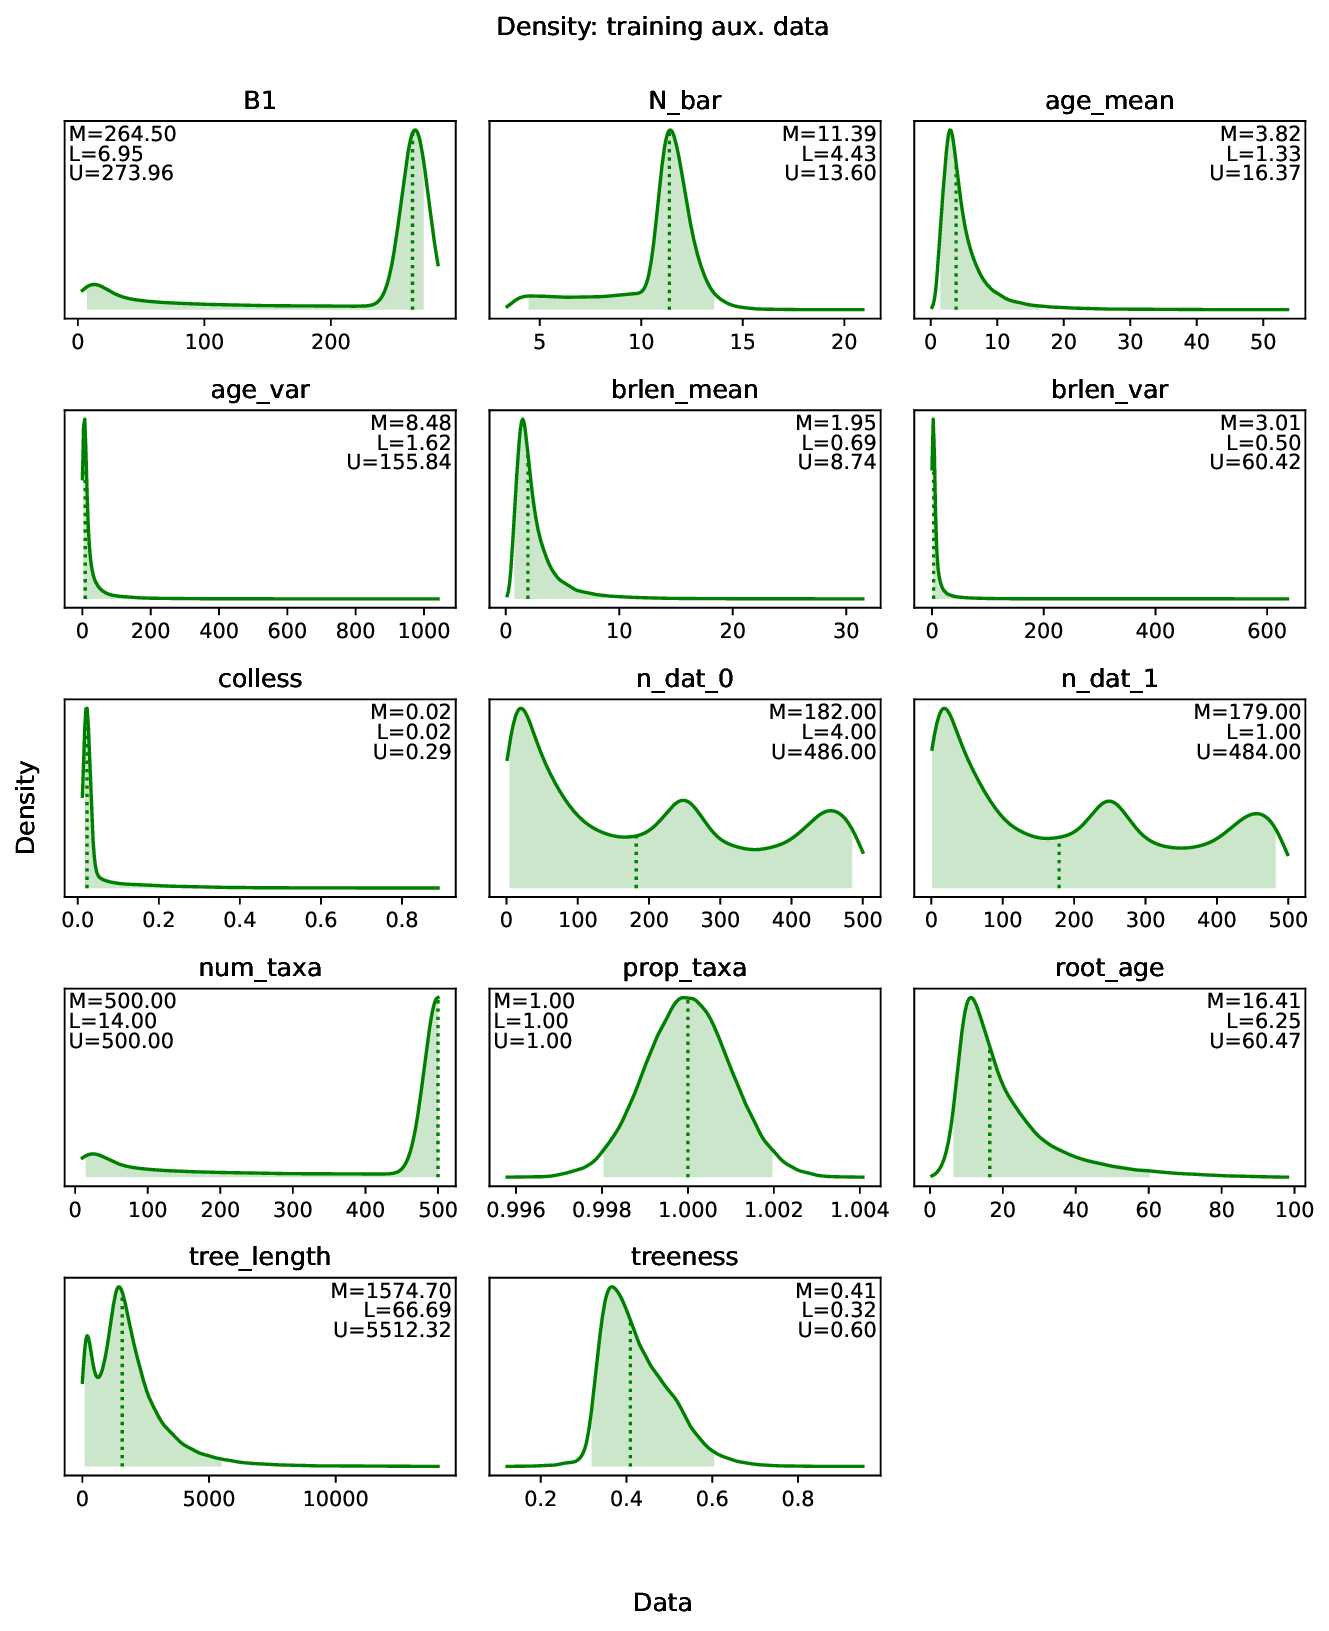 Density: training aux. data
B1
M=264.50
L=6.95
U=273.96
0 100 200
N_bar
M=11.39
L=4.43
U=13.60
5 10 15 20
age_mean
M=3.82
L=1.33
U=16.37
0 10 20 30 40 50
age_var
M=8.48
L=1.62
U=155.84
0 200 400 600 800 1000
brlen_mean
M=1.95
L=0.69
U=8.74
0 10 20 30
brlen_var
M=3.01
L=0.50
U=60.42
0 200 400 600
Density
colless
M=0.02
L=0.02
U=0.29
0.0 0.2 0.4 0.6 0.8
n_dat_0
M=182.00
L=4.00
U=486.00
0 100 200 300 400 500
n_dat_1
M=179.00
L=1.00
U=484.00
0 100 200 300 400 500
num_taxa
M=500.00
L=14.00
U=500.00
0 100 200 300 400 500
prop_taxa
M=1.00
L=1.00
U=1.00
0.996 0.998 1.000 1.002 1.004
root_age
M=16.41
L=6.25
U=60.47
0 20 40 60 80 100
tree_length
M=1574.70
L=66.69
U=5512.32
0 5000 10000
treeness
M=0.41
L=0.32
U=0.60
0.2 0.4 0.6 0.8
Data